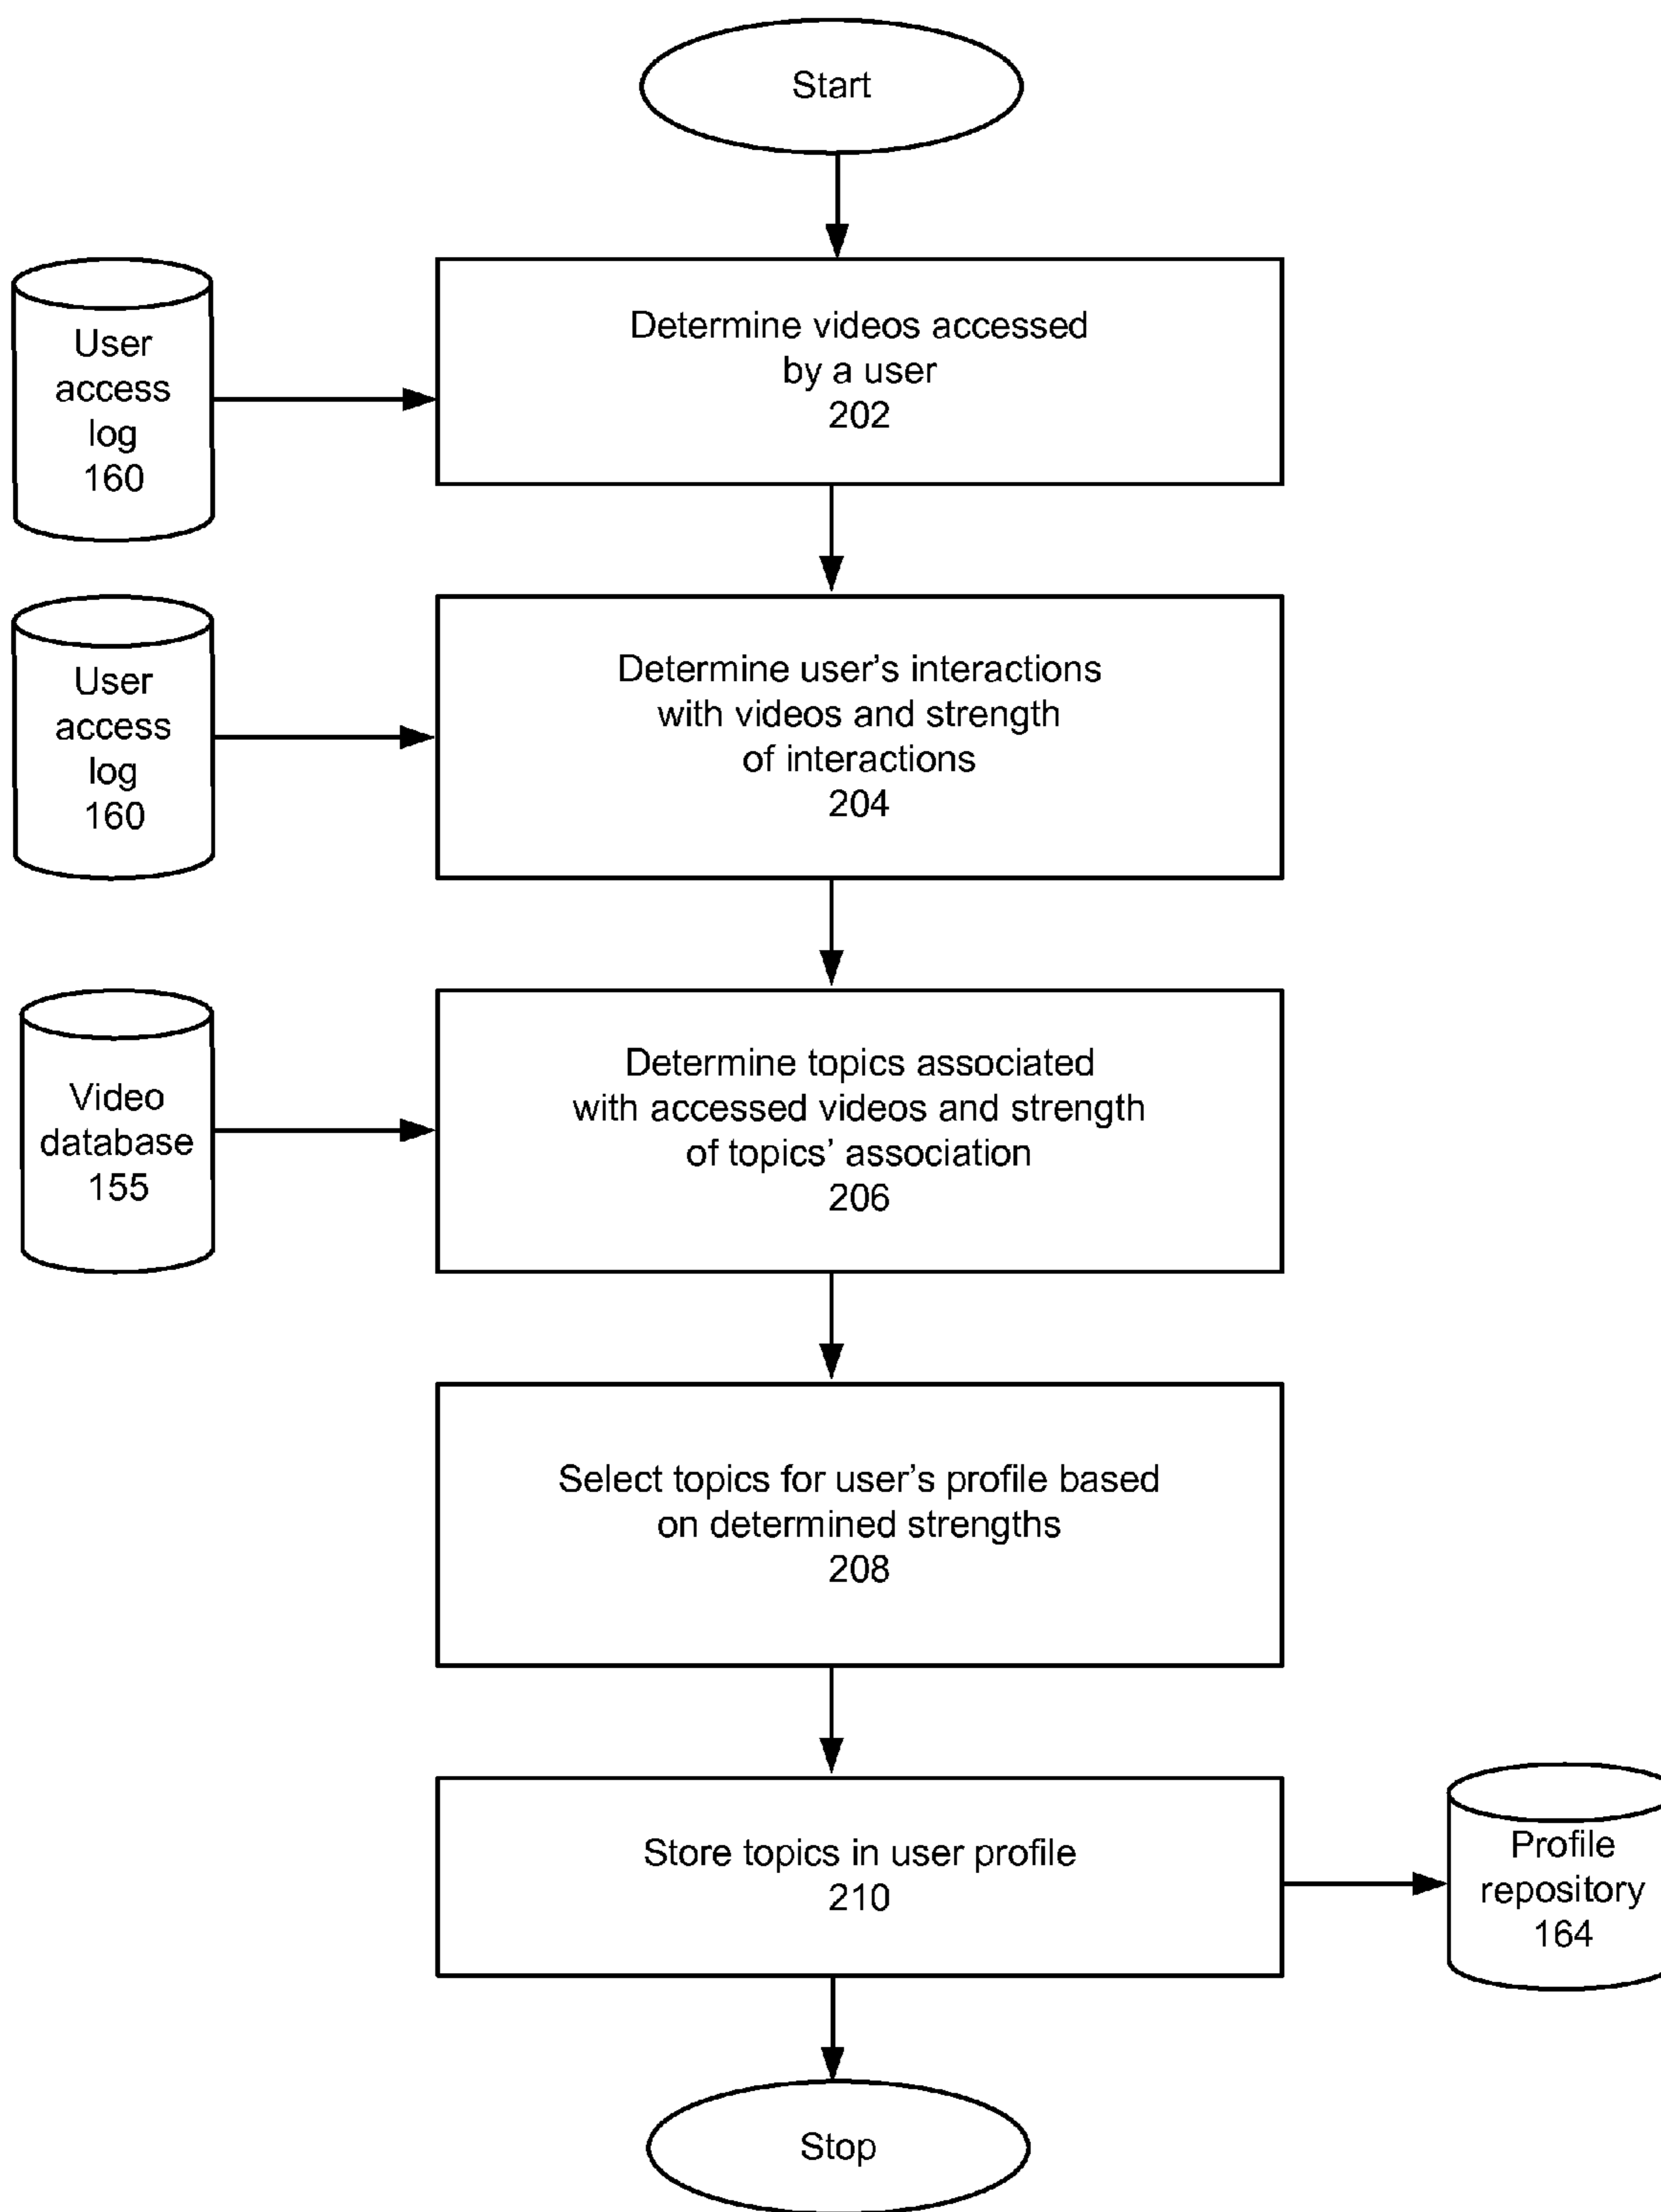 Start
User
access
log
160
Determine videos accessed
by a user
202
User
access
log
160
Determine user’s interactions
with videos and strength
of interactions
204
Video
database
155
Determine topics associated
with accessed videos and strength
of topics’ association
206
Select topics for user’s profile based
on determined strengths
208
Store topics in user profile
210
Profile
repository
164
Stop